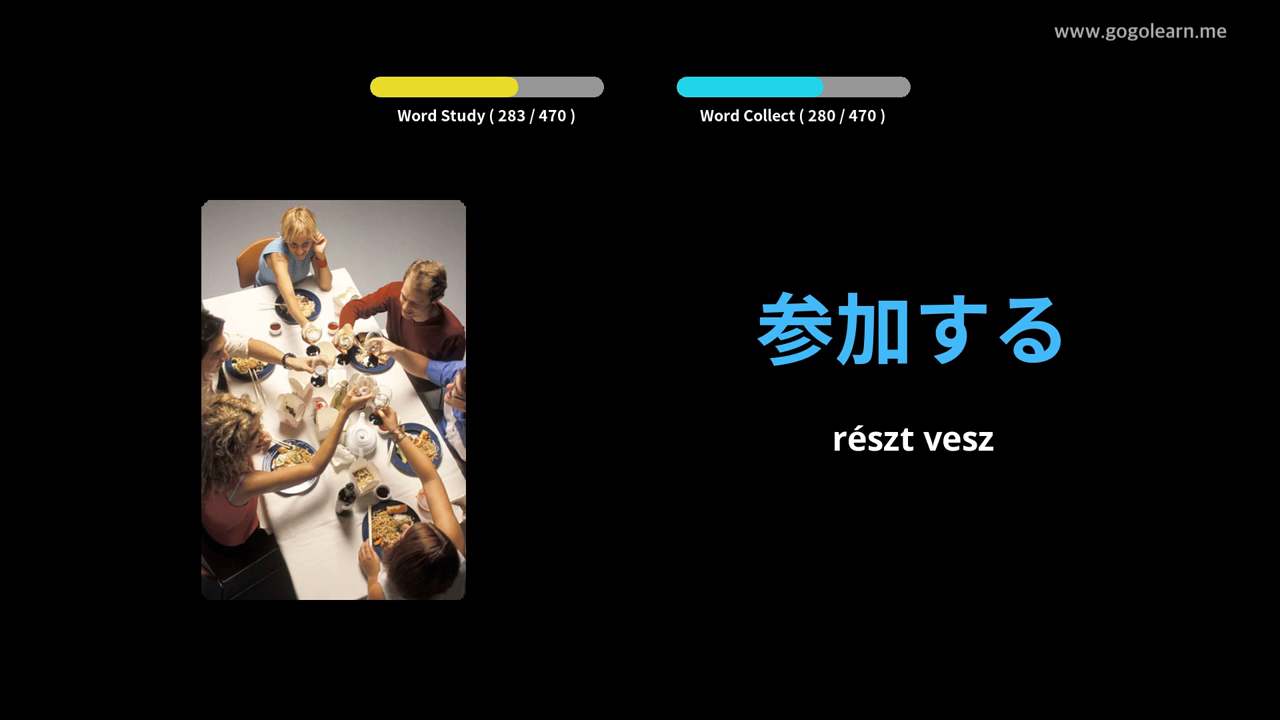 www.gogolearn.me
Word Study ( 283 / 470 )
Word Collect ( 280 / 470 )
参加する
részt vesz